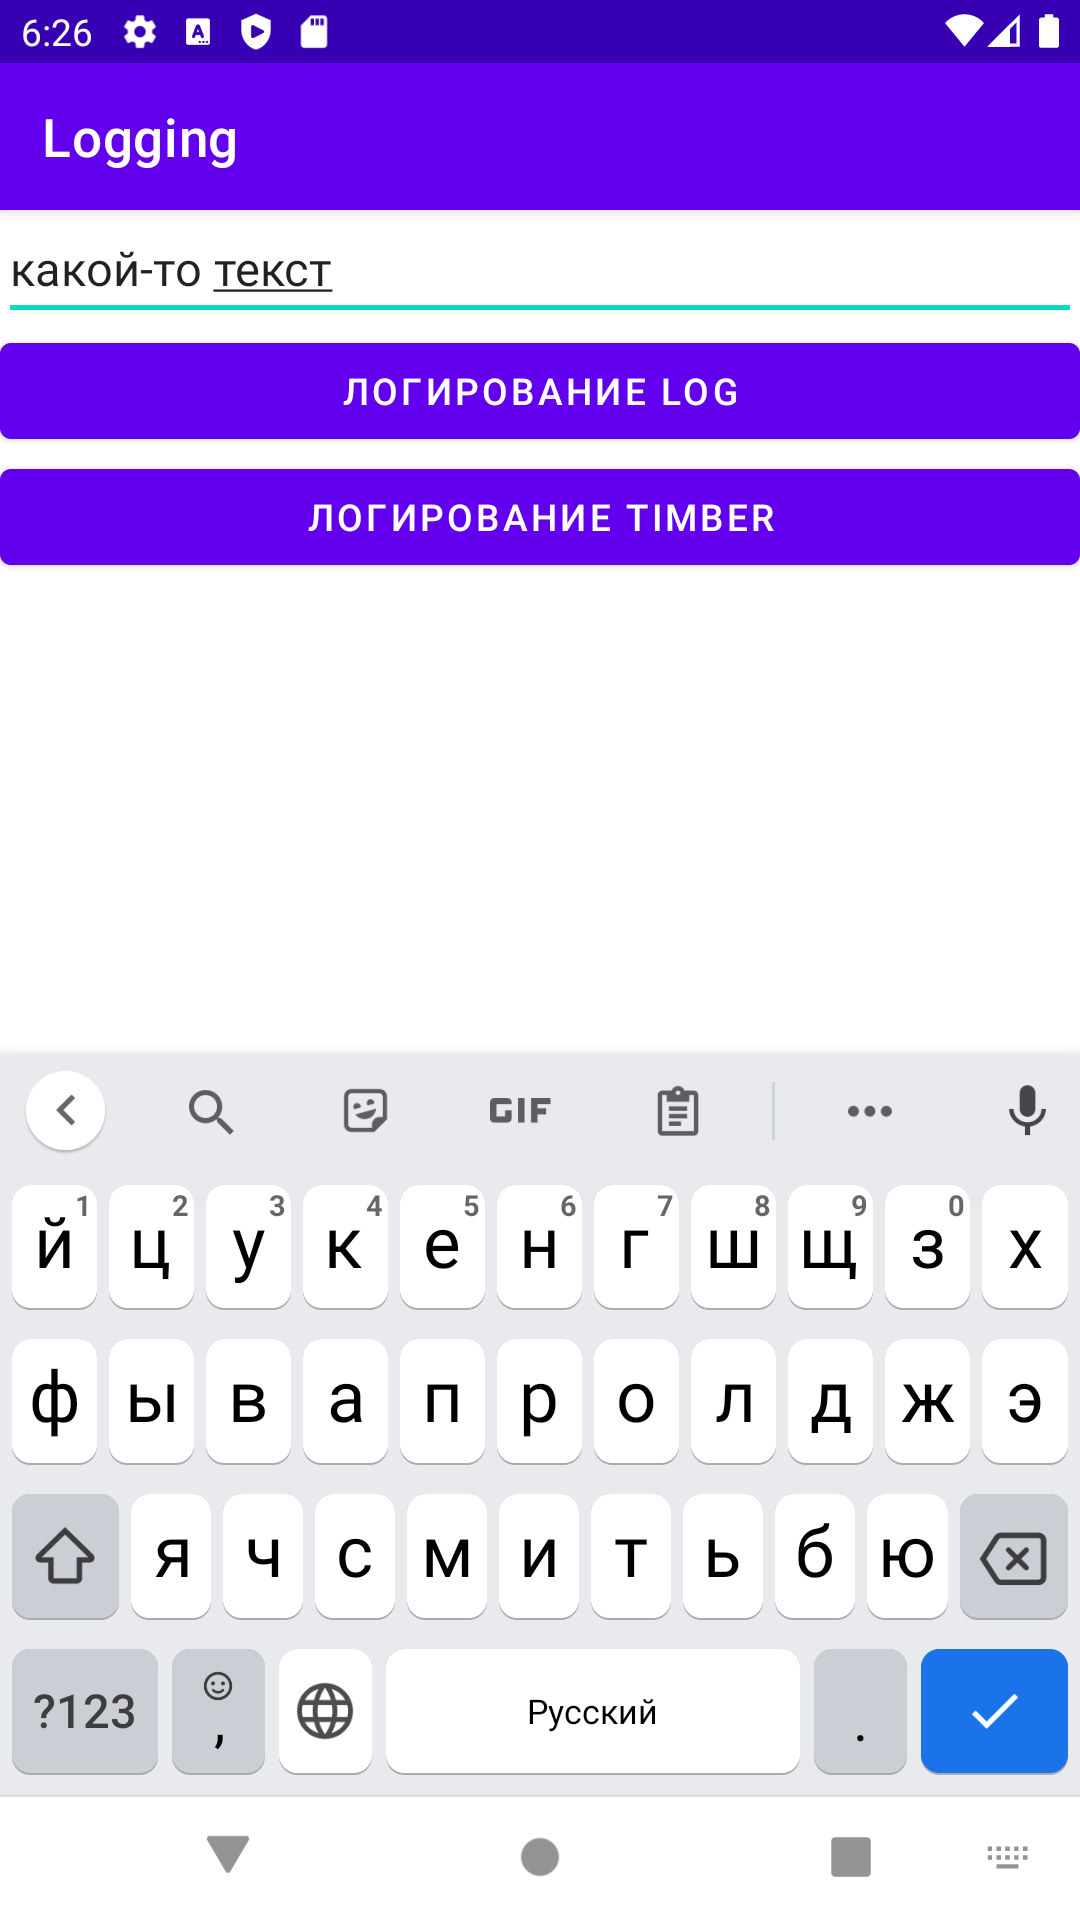 6:26
Logging
какой-то текст
ЛОГИРОВАНИЕ LOG
ЛОГИРОВАНИЕ TIMBER
GIF
1 2 3 4 5 6 7 8 9 0
й ц у к е н г ш щ з х
ф ы в а п р о л д ж э
я ч с м и т ь б ю
?123 , Русский .